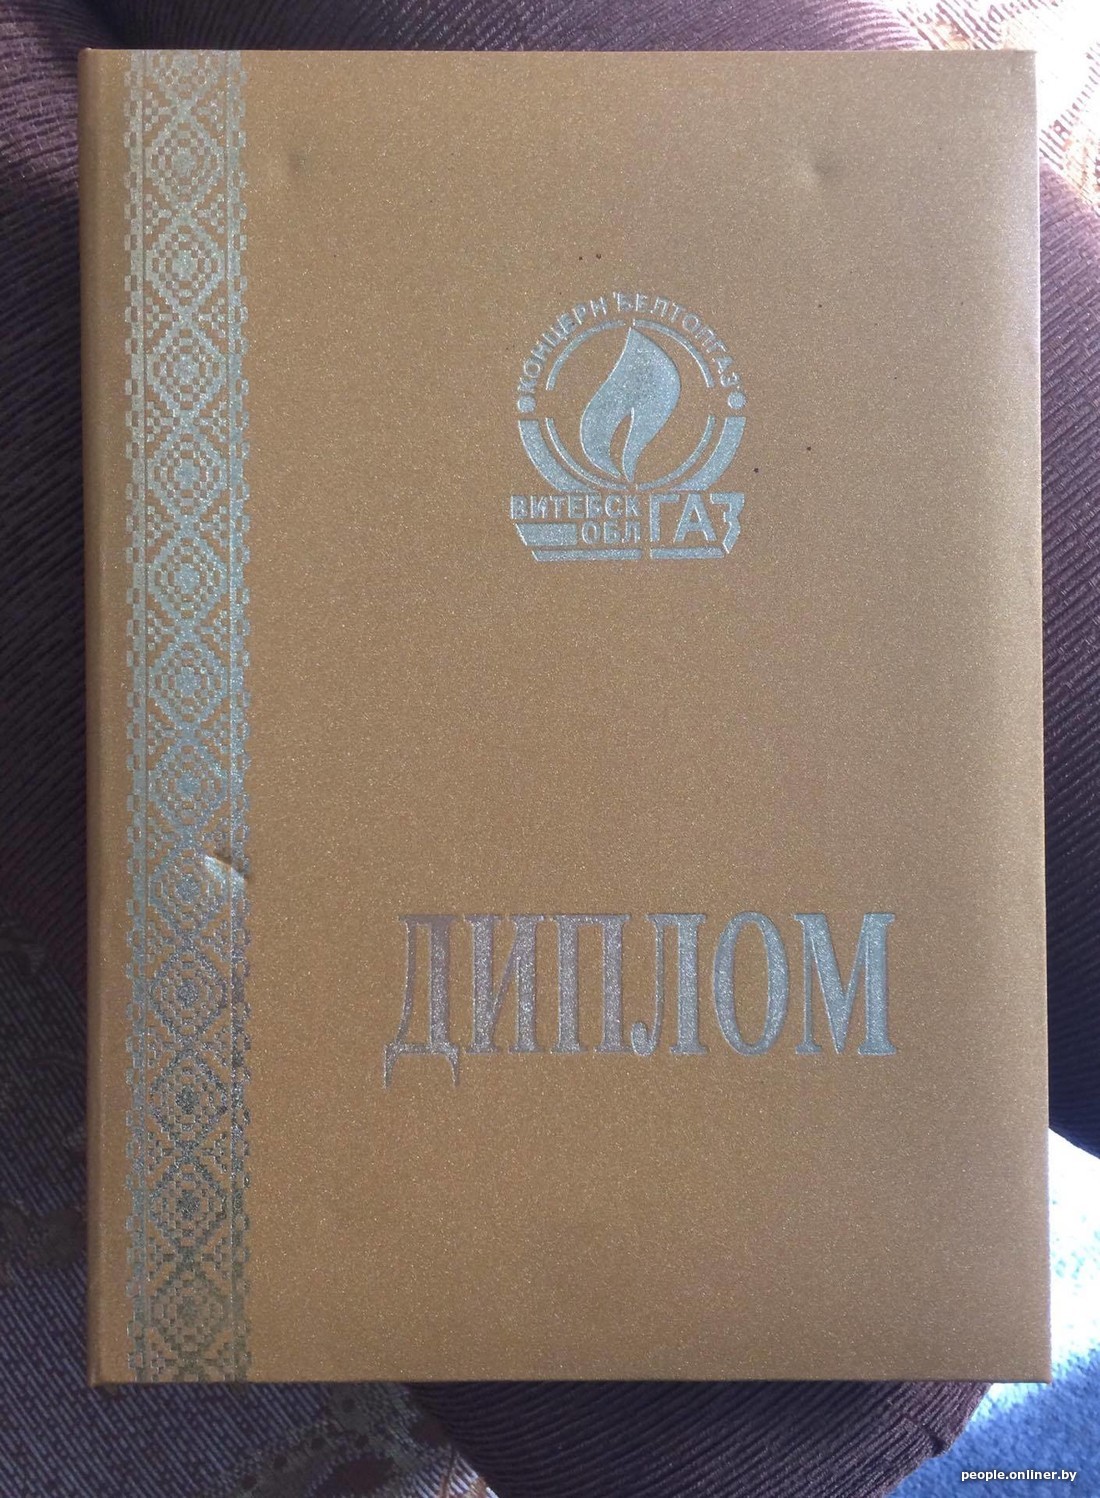 КОНЦЕРН "БЕЛТОПГАЗ"
ВИТЕБСК
ОБЛ
ГАЗ
ДИПЛОМ
people.onliner.by